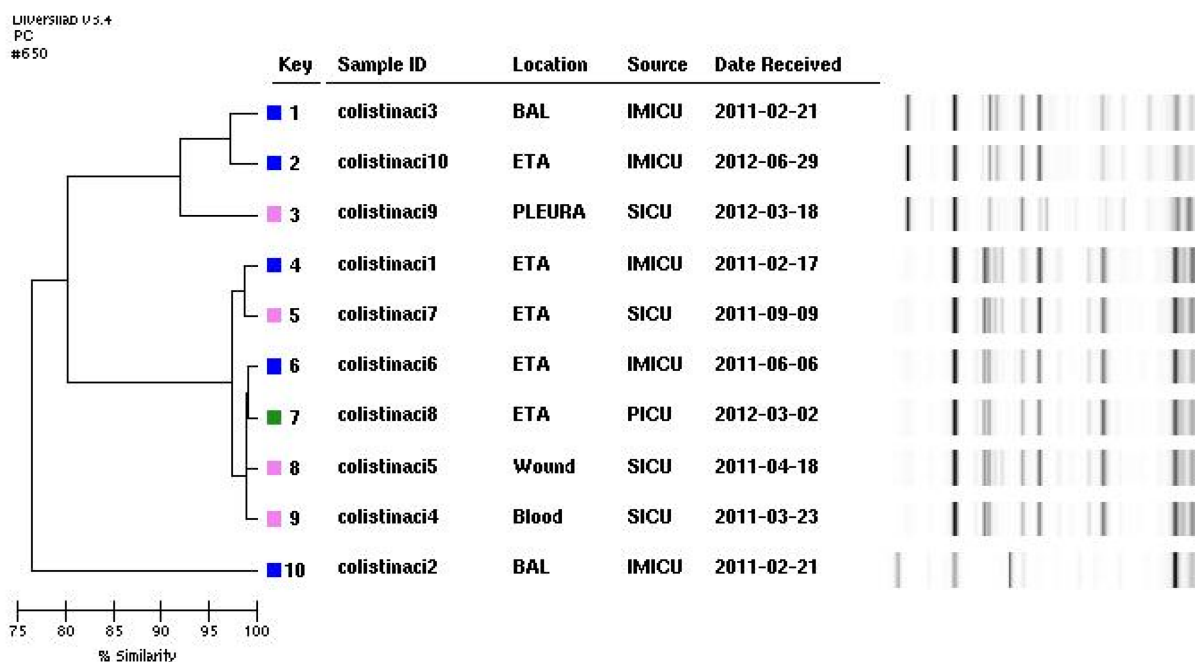 PC
#650
Key Sample ID Location Source Date Received
1 colistinaci3 BAL IMICU 2011-02-21
2 colistinaci10 ETA IMICU 2012-06-29
3 colistinaci9 PLEURA SICU 2012-03-18
4 colistinaci1 ETA IMICU 2011-02-17
5 colistinaci7 ETA SICU 2011-09-09
6 colistinaci6 ETA IMICU 2011-06-06
7 colistinaci8 ETA PICU 2012-03-02
8 colistinaci5 Wound SICU 2011-04-18
9 colistinaci4 Blood SICU 2011-03-23
10 colistinaci2 BAL IMICU 2011-02-21
75 80 85 90 95 100
% Similarity